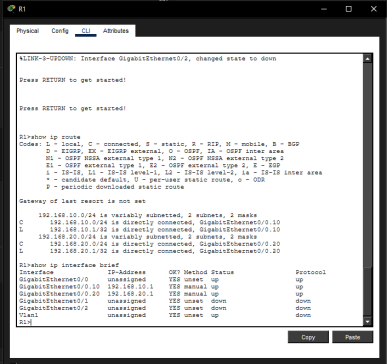 R1
Physical Config CLI Attributes
%LINK-3-UPDOWN: Interface GigabitEthernet0/2, changed state to down
Press RETURN to get started!
Press RETURN to get started!
R1>show ip route
Codes: L - local, C - connected, S - static, R - RIP, M - mobile, B - BGP
D - EIGRP, EX - EIGRP external, O - OSPF, IA - OSPF inter area
N1 - OSPF NSSA external type 1, N2 - OSPF NSSA external type 2
E1 - OSPF external type 1, E2 - OSPF external type 2, E - EGP
i - IS-IS, L1 - IS-IS level-1, L2 - IS-IS level-2, ia - IS-IS inter area
* - candidate default, U - per-user static route, o - ODR
P - periodic downloaded static route
Gateway of last resort is not set
192.168.10.0/24 is variably subnetted, 2 subnets, 2 masks
C 192.168.10.0/24 is directly connected, GigabitEthernet0/0.10
L 192.168.10.1/32 is directly connected, GigabitEthernet0/0.10
192.168.20.0/24 is variably subnetted, 2 subnets, 2 masks
C 192.168.20.0/24 is directly connected, GigabitEthernet0/0.20
L 192.168.20.1/32 is directly connected, GigabitEthernet0/0.20
R1>show ip interface brief
Interface IP-Address OK? Method Status Protocol
GigabitEthernet0/0 unassigned YES unset up up
GigabitEthernet0/0.10 192.168.10.1 YES manual up up
GigabitEthernet0/0.20 192.168.20.1 YES manual up up
GigabitEthernet0/1 unassigned YES unset down down
GigabitEthernet0/2 unassigned YES unset down down
Vlan1 unassigned YES unset up down
R1>
Copy Paste